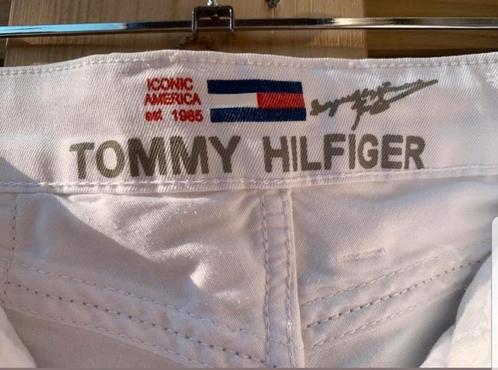 ICONIC
AMERICA
est 1985
TOMMY HILFIGER